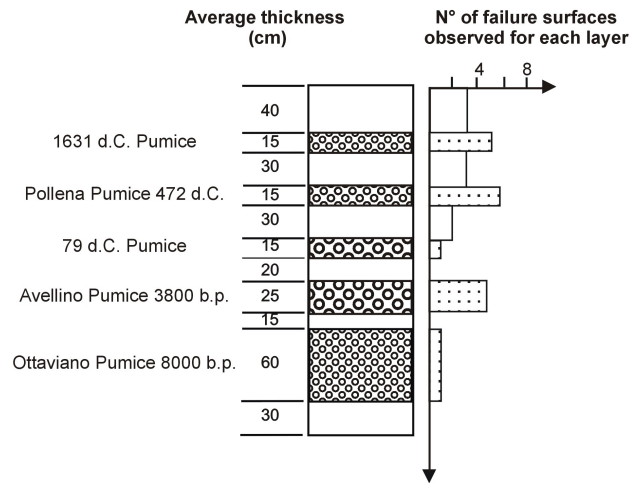 Average thickness
(cm)
N° of failure surfaces
observed for each layer
4 8
40
1631 d.C. Pumice 15
30
Pollena Pumice 472 d.C. 15
30
79 d.C. Pumice 15
20
Avellino Pumice 3800 b.p. 25
15
Ottaviano Pumice 8000 b.p. 60
30